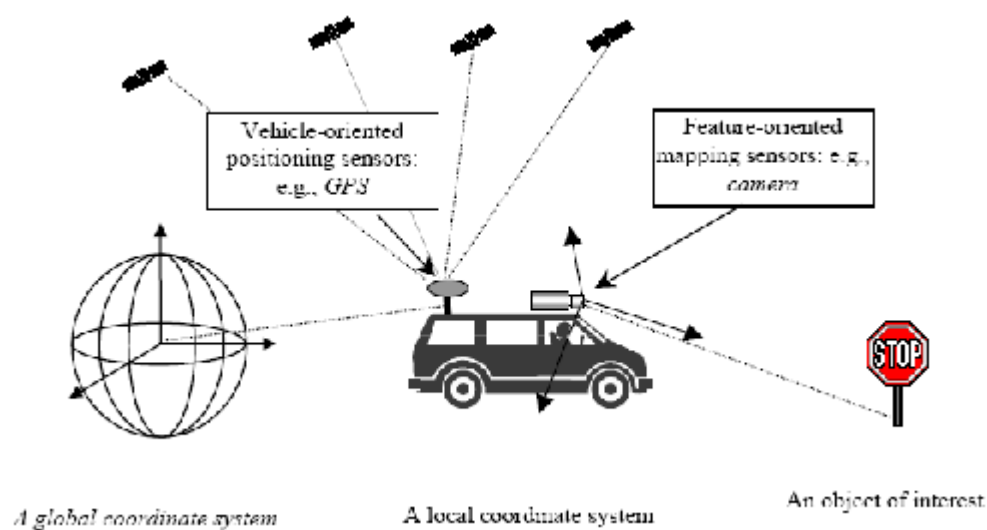 Vehicle-oriented
positioning sensors:
e.g., GPS
Feature-oriented
mapping sensors: e.g.,
camera
STOP
A global coordinate system
A local coordinate system
An object of interest